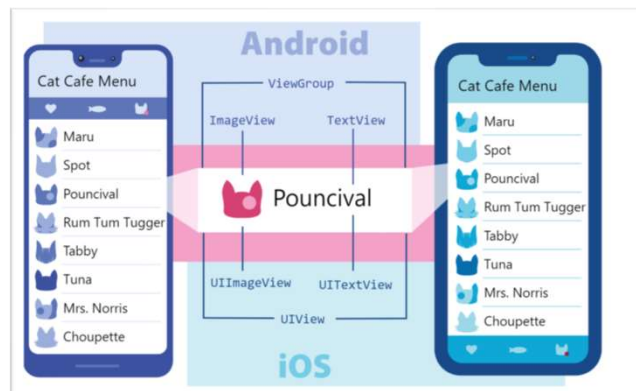 Android
Cat Cafe Menu
Maru
Spot
Pouncival
Rum Tum Tugger
Tabby
Tuna
Mrs. Norris
Choupette
ViewGroup
ImageView TextView
Pouncival
UIImageView UITextView
UIView
iOS
Cat Cafe Menu
Maru
Spot
Pouncival
Rum Tum Tugger
Tabby
Tuna
Mrs. Norris
Choupette